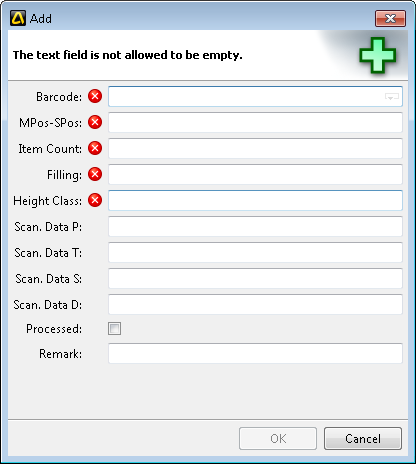 Add
The text field is not allowed to be empty.
Barcode:
MPos-SPos:
Item Count:
Filling:
Height Class:
Scan. Data P:
Scan. Data T:
Scan. Data S:
Scan. Data D:
Processed:
Remark:
OK Cancel